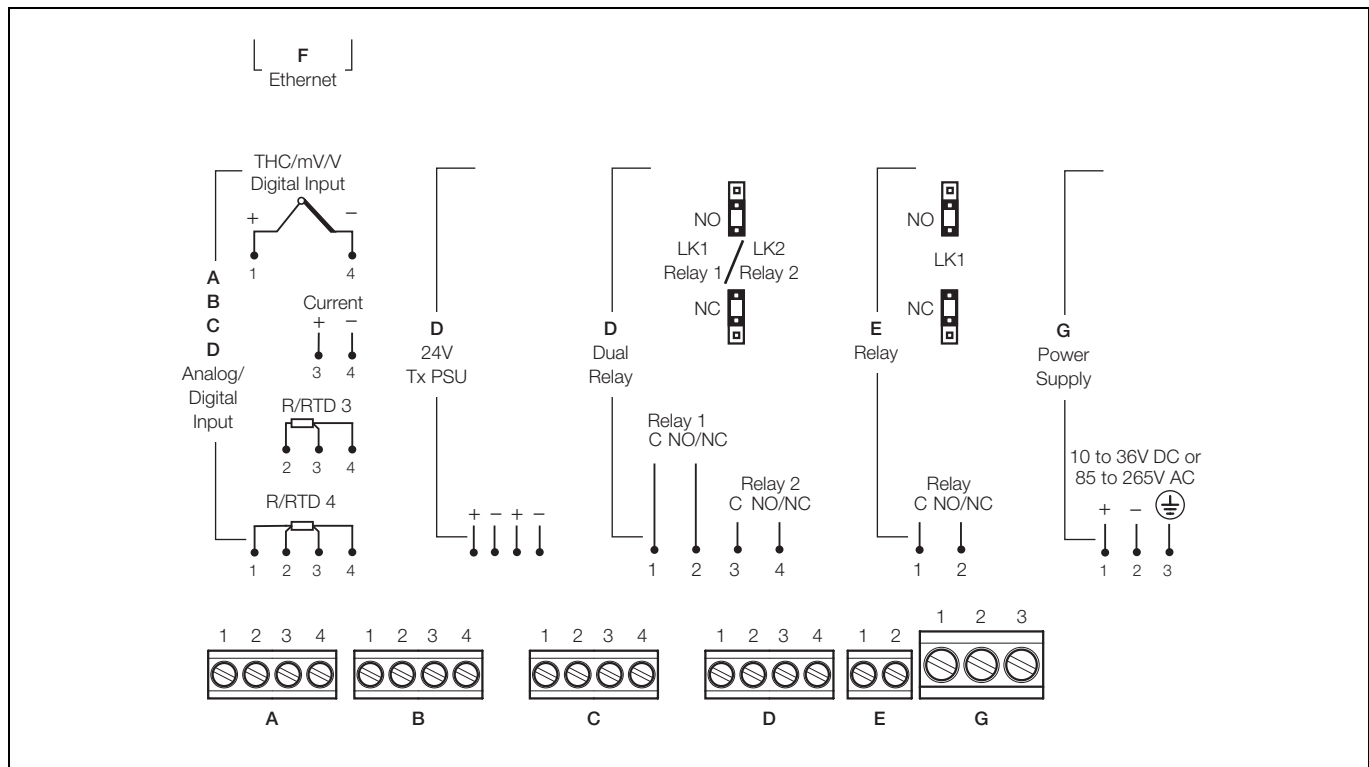 F
Ethernet
THC/mV/V
Digital Input
+ −
1 4
A
B
C
D
Analog/
Digital
Input
Current
+ −
3 4
R/RTD 3
2 3 4
R/RTD 4
1 2 3 4
D
24V
Tx PSU
+ − + −
D
Dual
Relay
NO
LK1 / LK2
Relay 1 / Relay 2
NC
Relay 1
C NO/NC
Relay 2
C NO/NC
1 2 3 4
E
Relay
NO
LK1
NC
Relay
C NO/NC
1 2
G
Power
Supply
10 to 36V DC or
85 to 265V AC
+ −
1 2 3
1 2 3 4
A
1 2 3 4
B
1 2 3 4
C
1 2 3 4
D
1 2
E
1 2 3
G